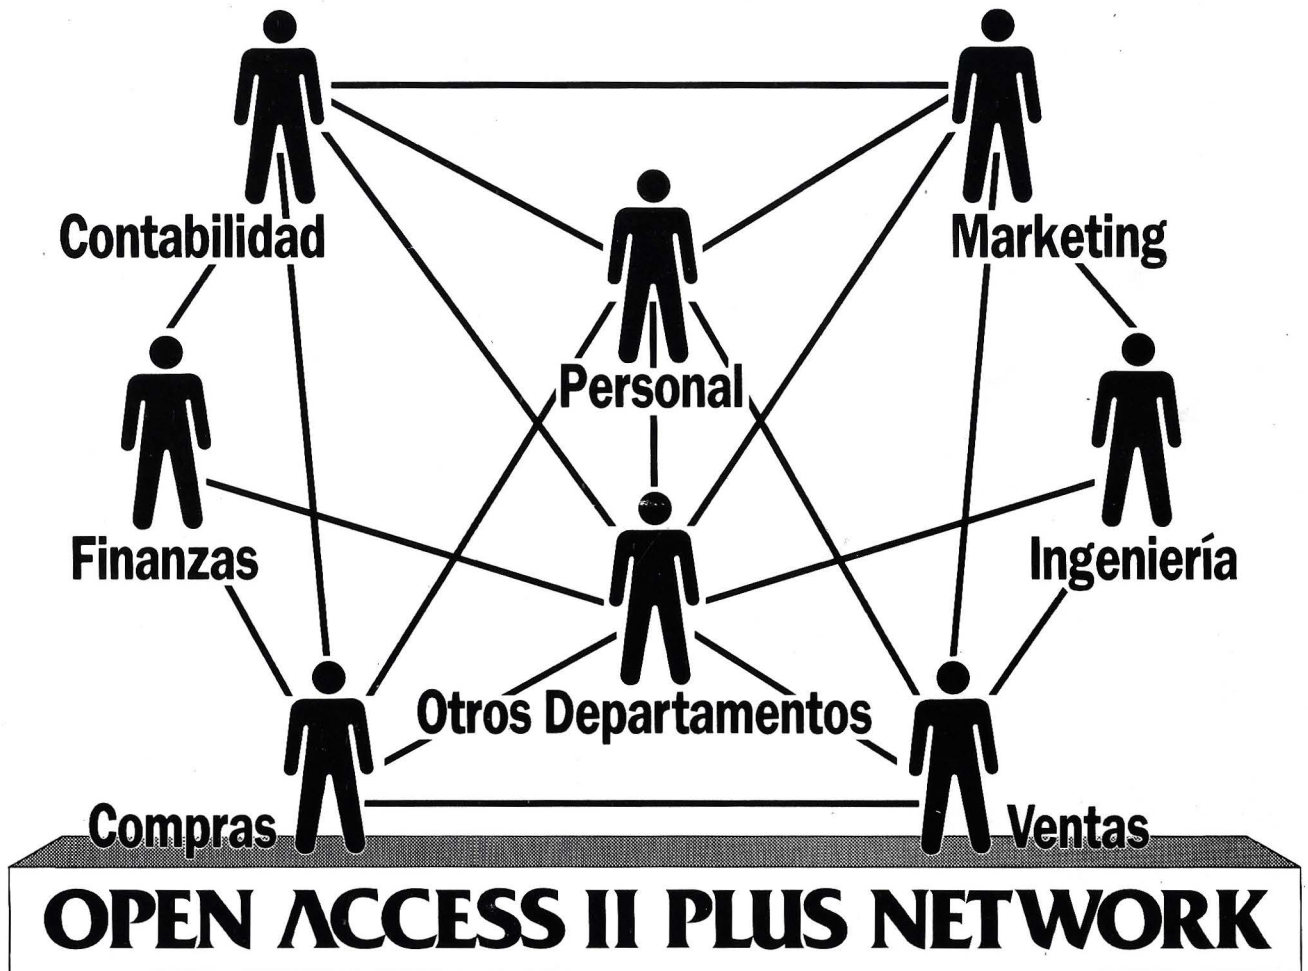 Contabilidad
Marketing
Personal
Finanzas
Ingeniería
Otros Departamentos
Compras
Ventas
OPEN ACCESS II PLUS NETWORK